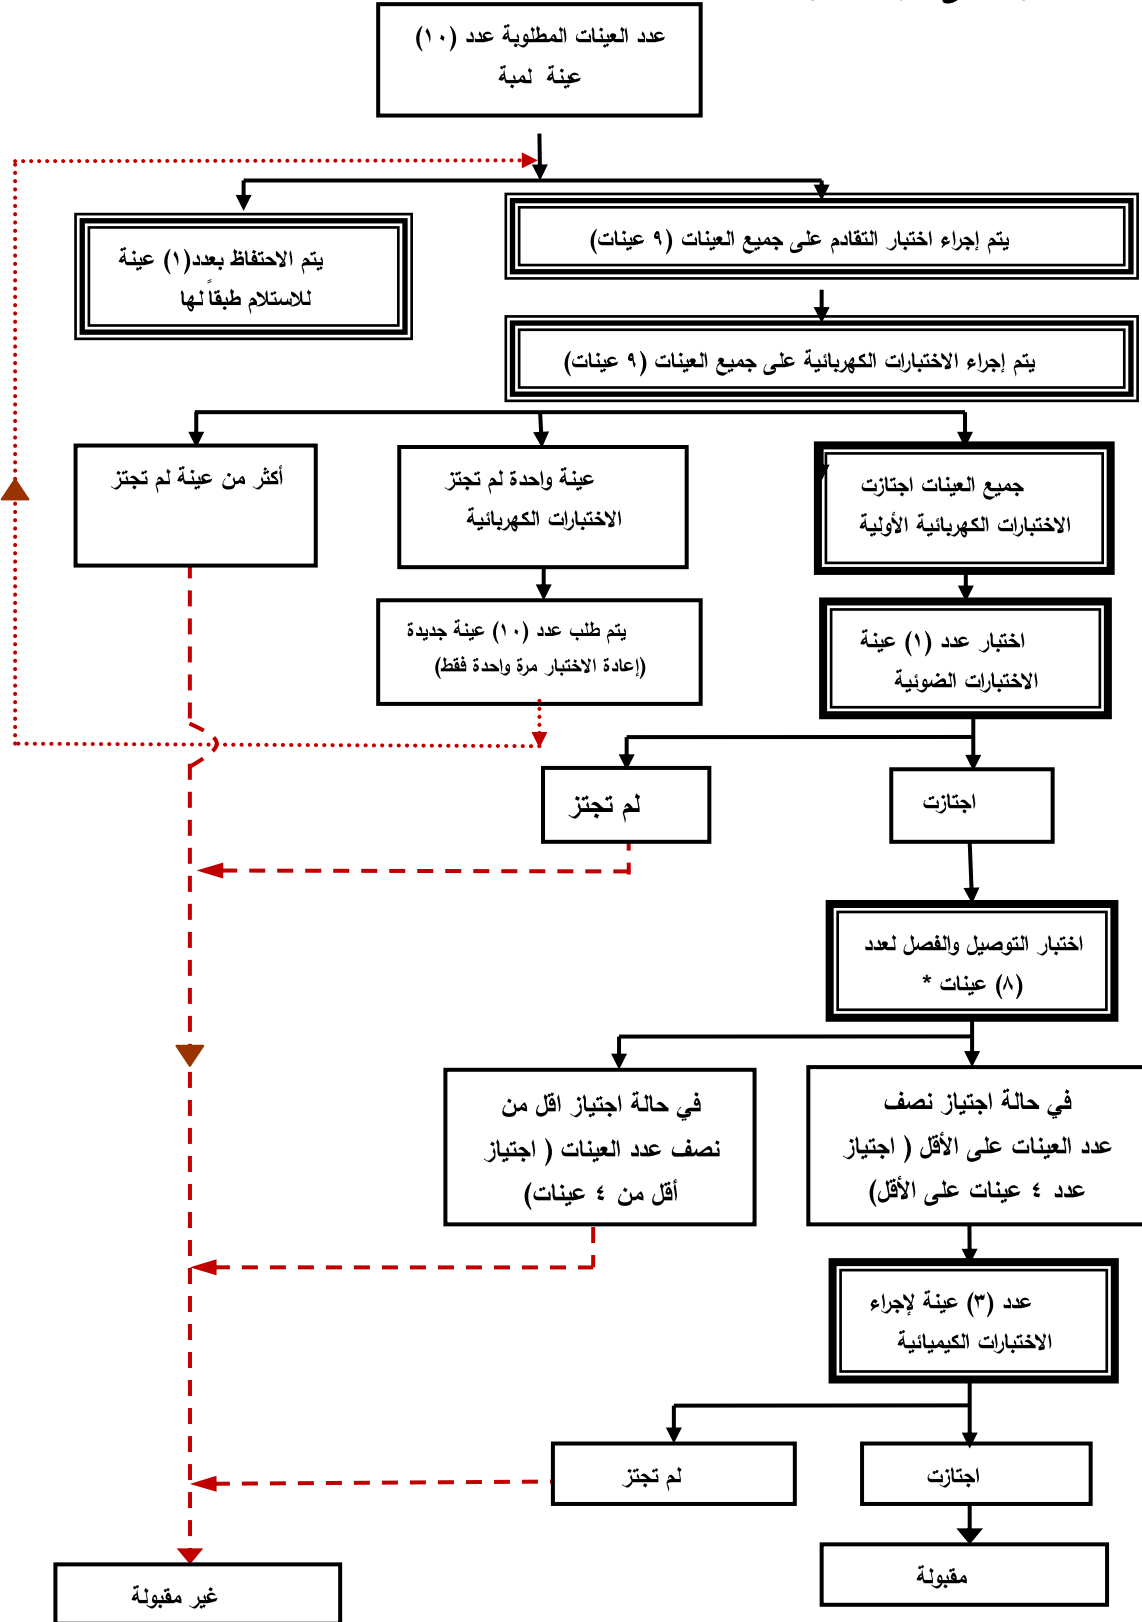 عدد العينات المطلوبة عدد (١٠)
عينة لمبة
يتم إجراء اختبار التقادم على جميع العينات (٩ عينات)
يتم الاحتفاظ بعدد(١) عينة
للاستلام طبقاً لها
يتم إجراء الاختبارات الكهربائية على جميع العينات (٩ عينات)
جميع العينات اجتازت
الاختبارات الكهربائية الأولية
عينة واحدة لم تجتز
الاختبارات الكهربائية
أكثر من عينة لم تجتز
اختبار عدد (١) عينة
الاختبارات الضوئية
يتم طلب عدد (١٠) عينة جديدة
(إعادة الاختبار مرة واحدة فقط)
اجتازت
لم تجتز
اختبار التوصيل والفصل لعدد
(٨) عينات *
في حالة اجتياز نصف
عدد العينات على الأقل ( اجتياز
عدد ٤ عينات على الأقل)
في حالة اجتياز اقل من
نصف عدد العينات ( اجتياز
أقل من ٤ عينات)
عدد (٣) عينة لإجراء
الاختبارات الكيميائية
اجتازت
لم تجتز
مقبولة
غير مقبولة